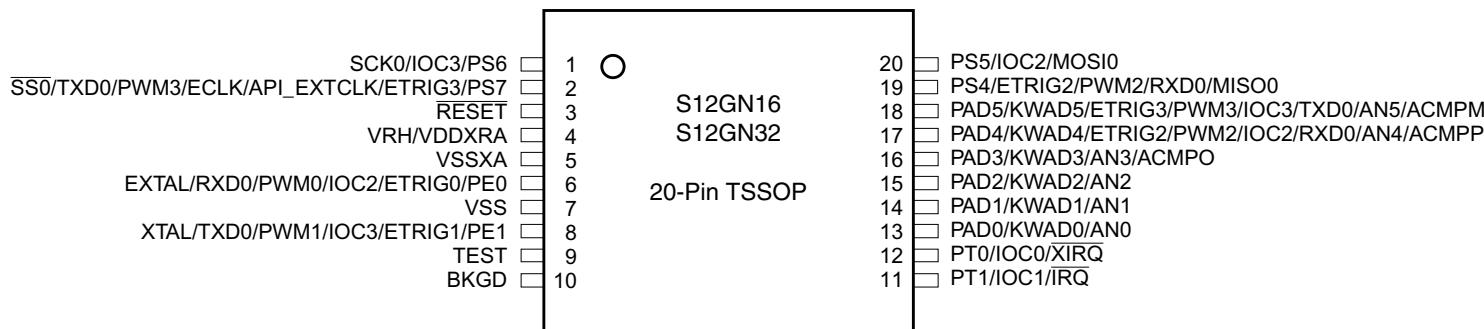 SCK0/IOC3/PS6 1
SS0/TXD0/PWM3/ECLK/API_EXTCLK/ETRIG3/PS7 2
RESET 3
VRH/VDDXRA 4
VSSXA 5
EXTAL/RXD0/PWM0/IOC2/ETRIG0/PE0 6
VSS 7
XTAL/TXD0/PWM1/IOC3/ETRIG1/PE1 8
TEST 9
BKGD 10
S12GN16
S12GN32
20-Pin TSSOP
20 PS5/IOC2/MOSI0
19 PS4/ETRIG2/PWM2/RXD0/MISO0
18 PAD5/KWAD5/ETRIG3/PWM3/IOC3/TXD0/AN5/ACMPM
17 PAD4/KWAD4/ETRIG2/PWM2/IOC2/RXD0/AN4/ACMPP
16 PAD3/KWAD3/AN3/ACMPO
15 PAD2/KWAD2/AN2
14 PAD1/KWAD1/AN1
13 PAD0/KWAD0/AN0
12 PT0/IOC0/XIRQ
11 PT1/IOC1/IRQ